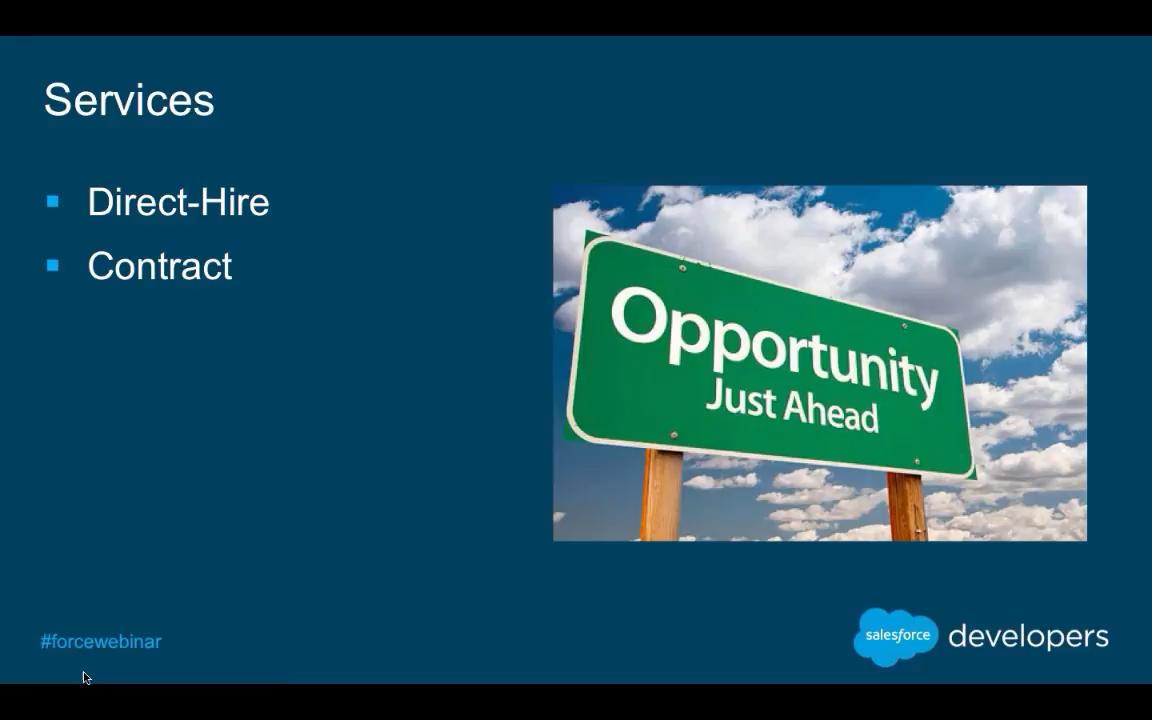 Services
Direct-Hire
Contract
Opportunity
Just Ahead
#forcewebinar
salesforce developers